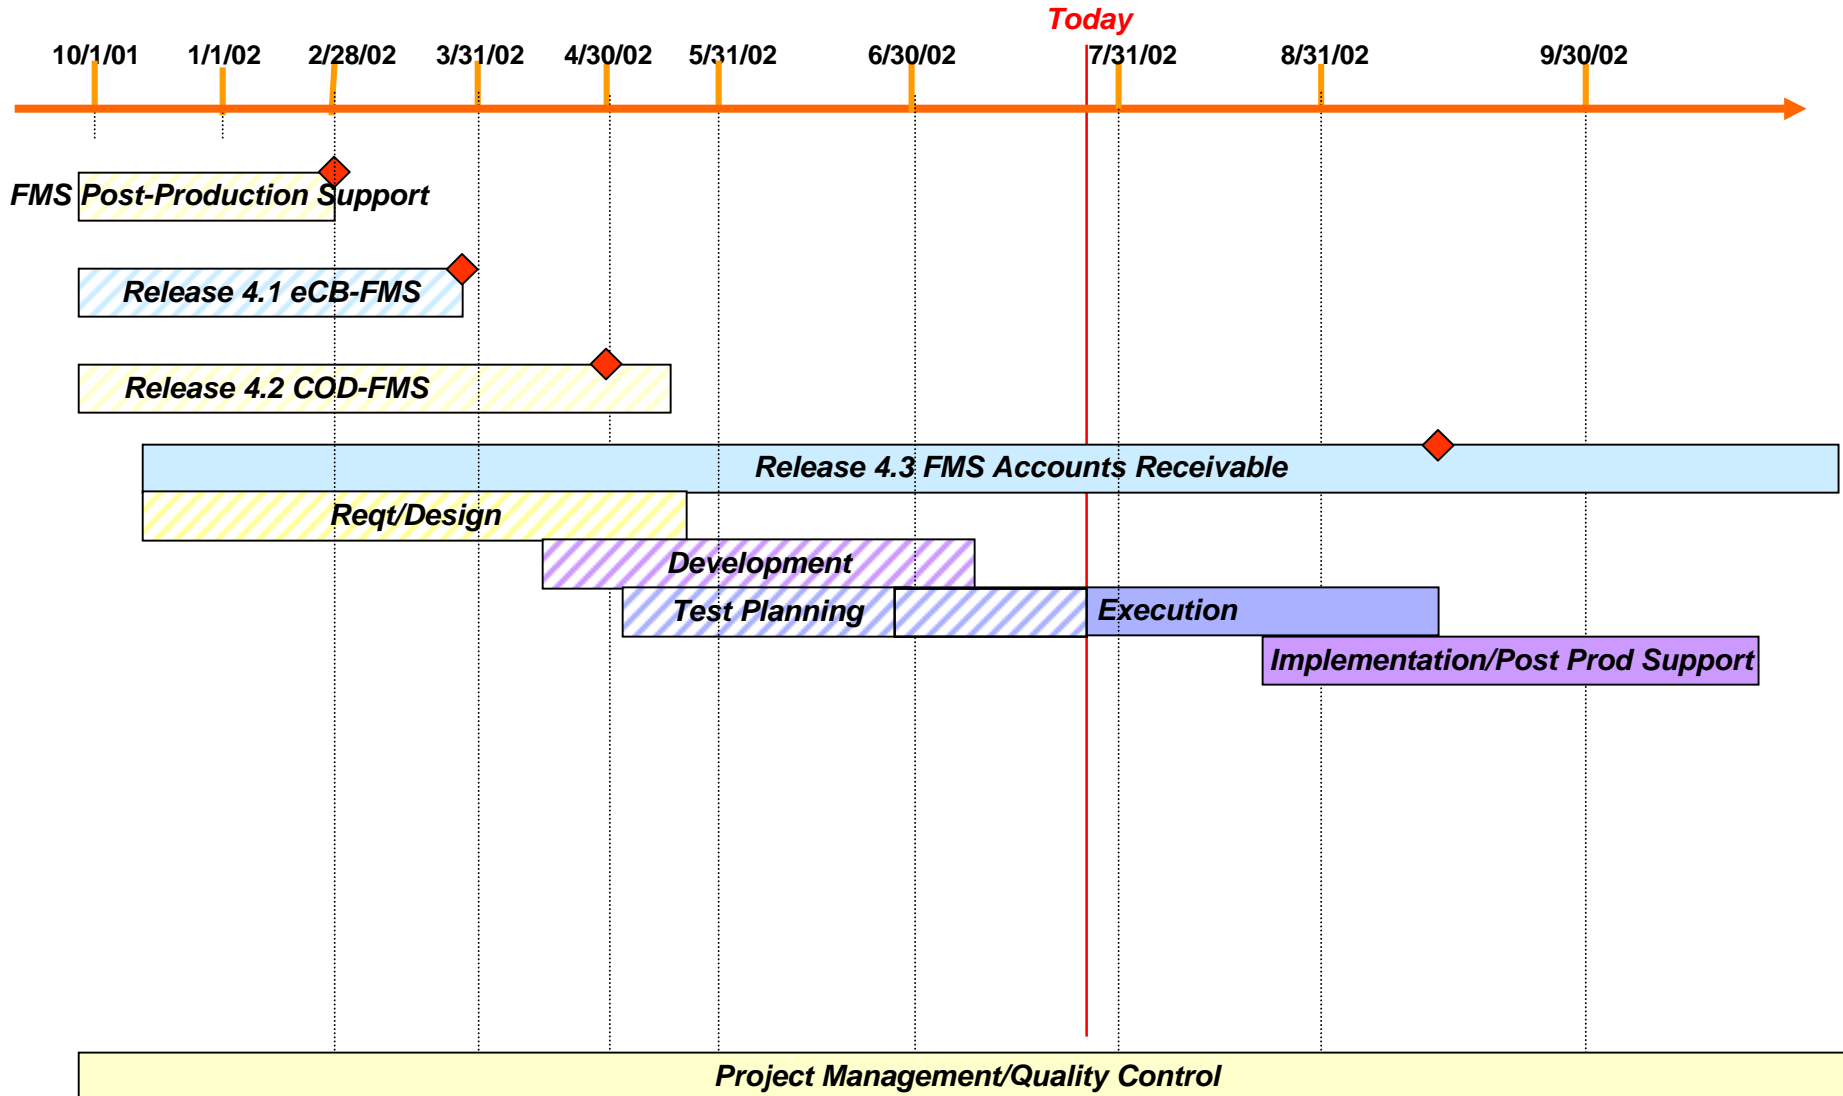 Today
10/1/01 1/1/02 2/28/02 3/31/02 4/30/02 5/31/02 6/30/02 7/31/02 8/31/02 9/30/02
FMS Post-Production Support
Release 4.1 eCB-FMS
Release 4.2 COD-FMS
Release 4.3 FMS Accounts Receivable
Reqt/Design
Development
Test Planning Execution
Implementation/Post Prod Support
Project Management/Quality Control